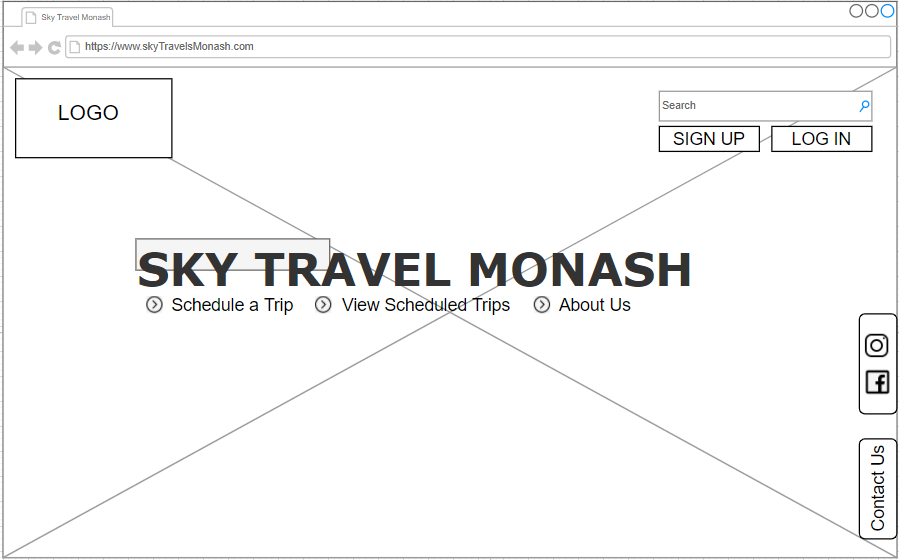 Sky Travel Monash
https://www.skyTravelsMonash.com
LOGO
Search
SIGN UP
LOG IN
SKY TRAVEL MONASH
Schedule a Trip
View Scheduled Trips
About Us
Contact Us